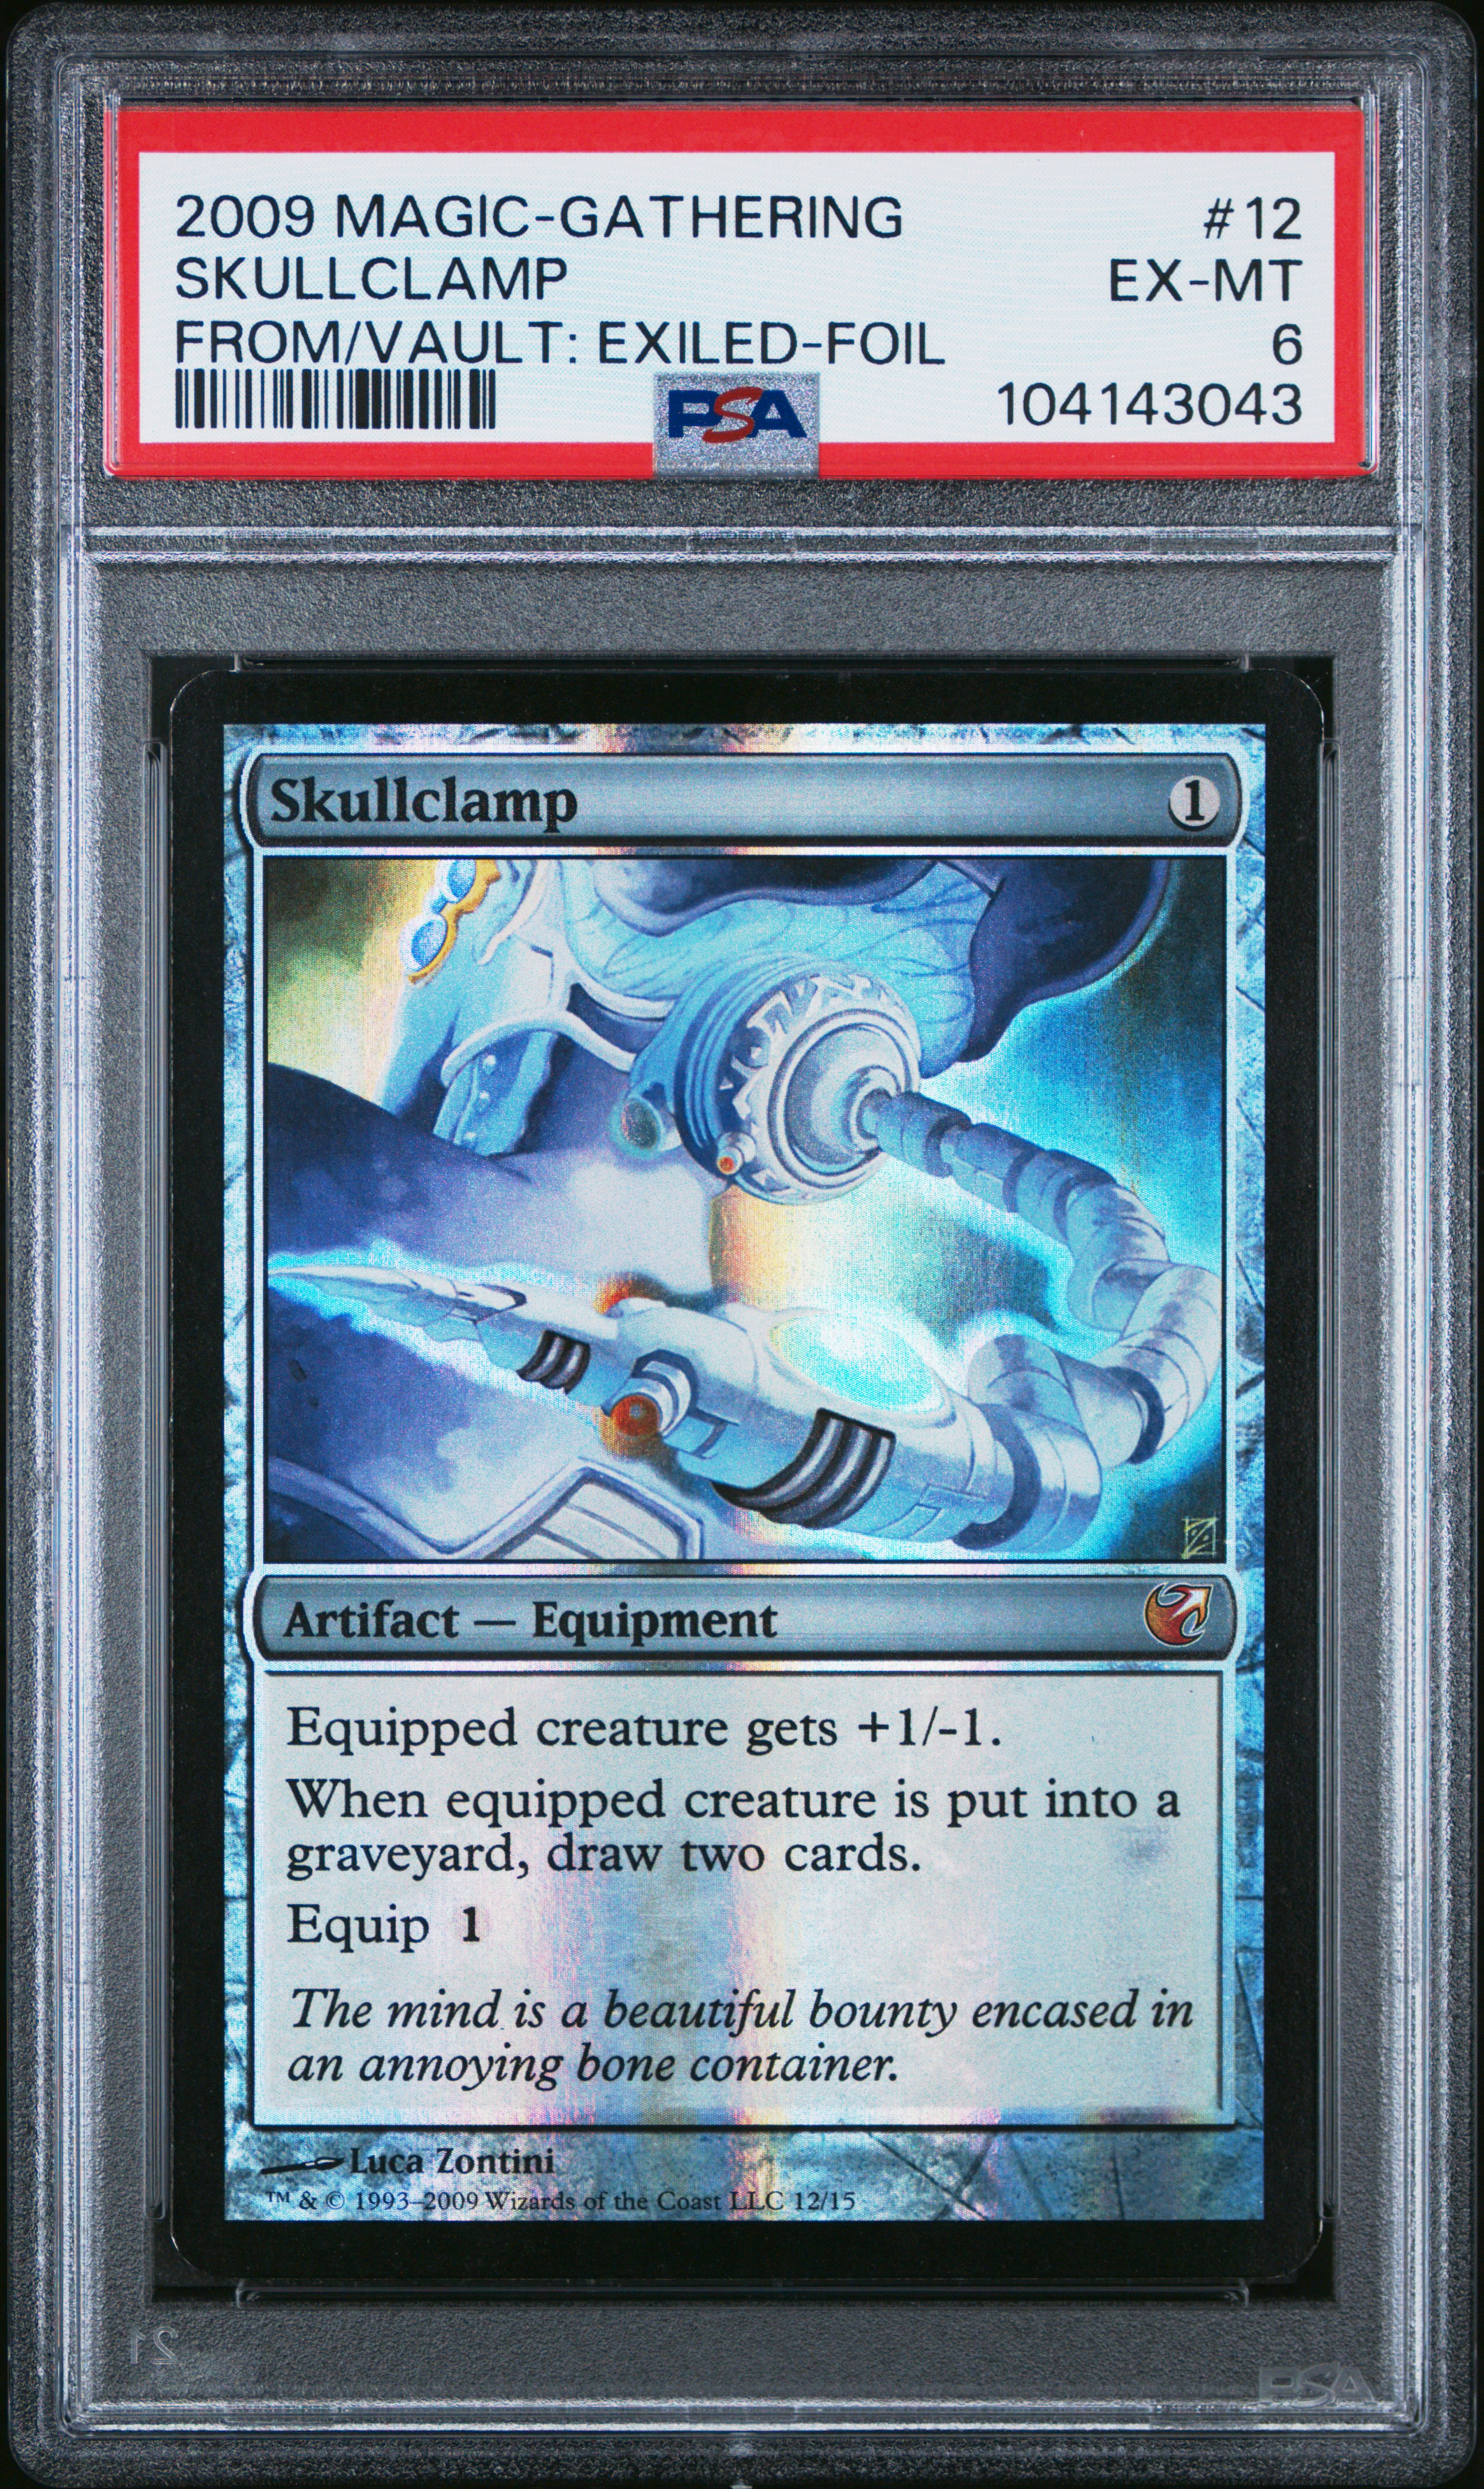 2009 MAGIC-GATHERING #12
SKULLCLAMP EX-MT
FROM/VAULT: EXILED-FOIL 6
PSA 104143043
Skullclamp 1
Artifact — Equipment
Equipped creature gets +1/-1.
When equipped creature is put into a
graveyard, draw two cards.
Equip 1
The mind is a beautiful bounty encased in
an annoying bone container.
Luca Zontini
™ & © 1993–2009 Wizards of the Coast LLC 12/15
21
PSA